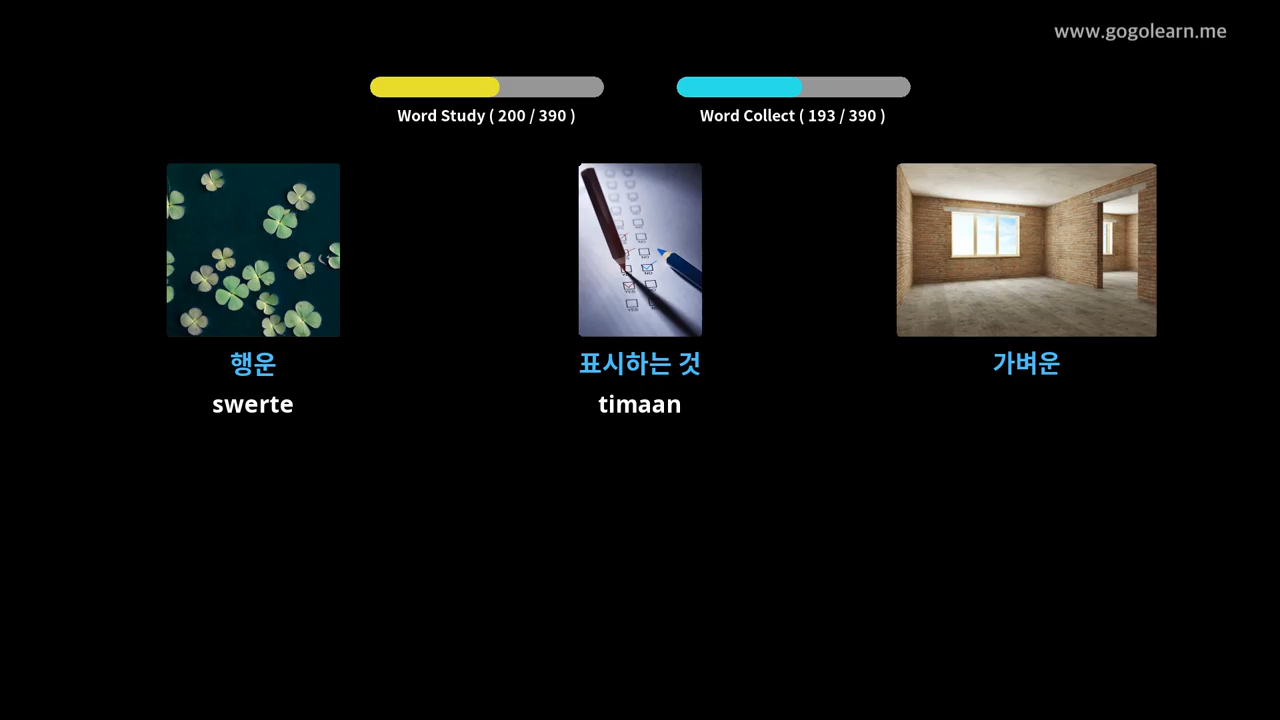 www.gogolearn.me
Word Study ( 200 / 390 )
Word Collect ( 193 / 390 )
행운
swerte
표시하는 것
timaan
가벼운